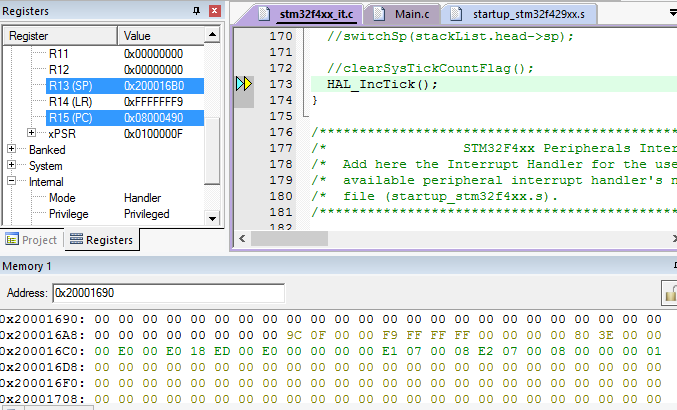 Registers
Register Value
R11 0x00000000
R12 0x00000000
R13 (SP) 0x200016B0
R14 (LR) 0xFFFFFFF9
R15 (PC) 0x08000490
xPSR 0x0100000F
Banked
System
Internal
Mode Handler
Privilege Privileged
Project Registers
stm32f4xx_it.c Main.c startup_stm32f429xx.s
170 //switchSp(stackList.head->sp);
171
172 //clearSysTickCountFlag();
173 HAL_IncTick();
174 }
175
176 /*************************************************
177 /* STM32F4xx Peripherals Inter
178 /* Add here the Interrupt Handler for the use
179 /* available peripheral interrupt handler's n
180 /* file (startup_stm32f4xx.s).
181 /*************************************************
182
Memory 1
Address: 0x20001690
0x20001690: 00 00 00 00 00 00 00 00 00 00 00 00 00 00 00 00 00 00 00 00 00 00 00 00
0x200016A8: 00 00 00 00 00 00 00 00 9C 0F 00 00 F9 FF FF FF 00 00 00 00 80 3E 00 00
0x200016C0: 00 E0 00 E0 18 ED 00 E0 00 00 00 00 E1 07 00 08 E2 07 00 08 00 00 00 01
0x200016D8: 00 00 00 00 00 00 00 00 00 00 00 00 00 00 00 00 00 00 00 00 00 00 00 00
0x200016F0: 00 00 00 00 00 00 00 00 00 00 00 00 00 00 00 00 00 00 00 00 00 00 00 00
0x20001708: 00 00 00 00 00 00 00 00 00 00 00 00 00 00 00 00 00 00 00 00 00 00 00 00